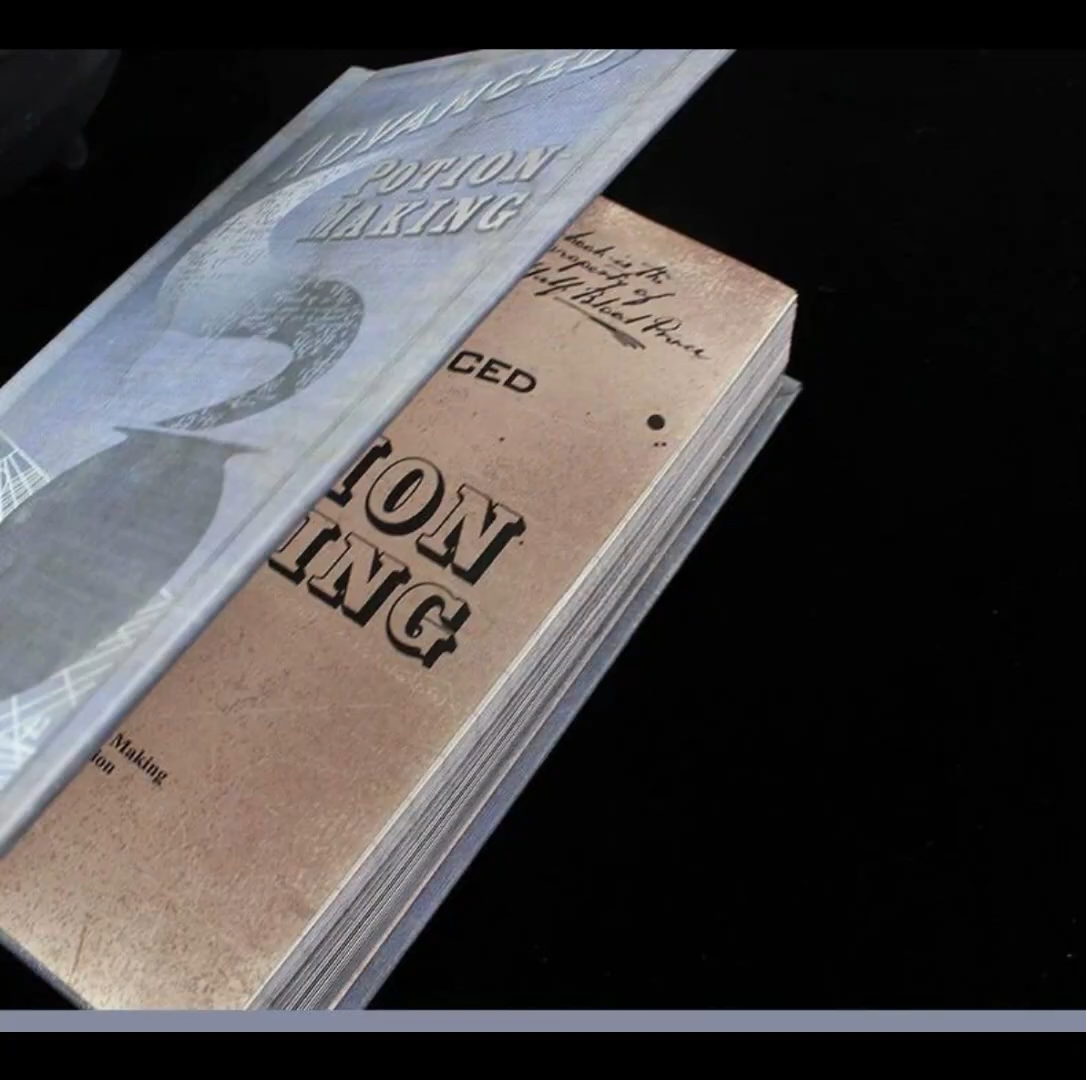 ADVANCED
POTION-
MAKING
book is the
property of
Half Blood Prince
CED
ION
ING
Making
ion